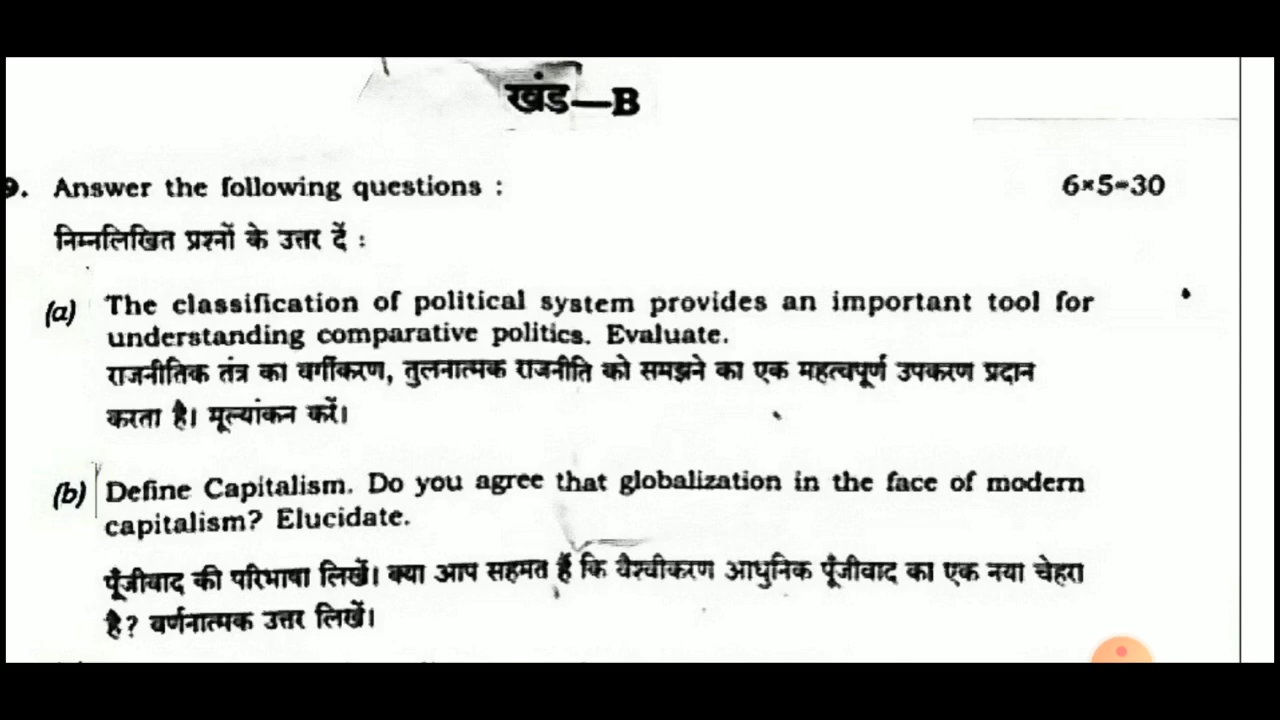 खंड—B
9. Answer the following questions : 6×5=30
निम्नलिखित प्रश्नों के उत्तर दें :
(a) The classification of political system provides an important tool for
understanding comparative politics. Evaluate.
राजनीतिक तंत्र का वर्गीकरण, तुलनात्मक राजनीति को समझने का एक महत्वपूर्ण उपकरण प्रदान
करता है। मूल्यांकन करें।
(b) Define Capitalism. Do you agree that globalization in the face of modern
capitalism? Elucidate.
पूँजीवाद की परिभाषा लिखें। क्या आप सहमत हैं कि वैश्वीकरण आधुनिक पूँजीवाद का एक नया चेहरा
है? वर्णनात्मक उत्तर लिखें।